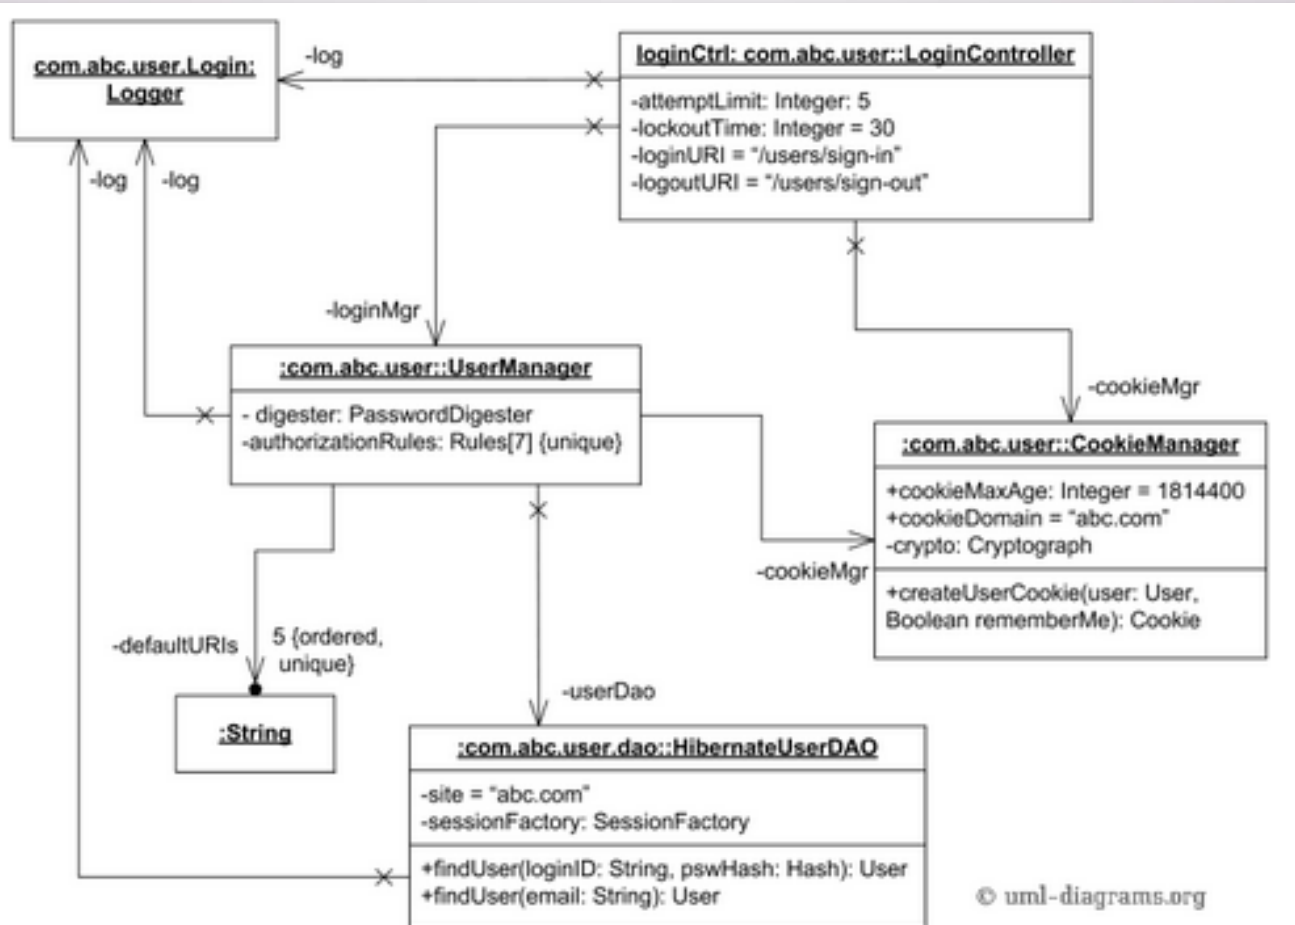 com.abc.user.Login:
Logger
-log
loginCtrl: com.abc.user::LoginController
-attemptLimit: Integer: 5
-lockoutTime: Integer = 30
-loginURI = “/users/sign-in”
-logoutURI = “/users/sign-out”
-log
-log
-loginMgr
:com.abc.user::UserManager
- digester: PasswordDigester
-authorizationRules: Rules[7] {unique}
-cookieMgr
:com.abc.user::CookieManager
+cookieMaxAge: Integer = 1814400
+cookieDomain = “abc.com”
-crypto: Cryptograph
+createUserCookie(user: User,
Boolean rememberMe): Cookie
-cookieMgr
-defaultURIs
5 {ordered,
unique}
:String
-userDao
:com.abc.user.dao::HibernateUserDAO
-site = “abc.com”
-sessionFactory: SessionFactory
+findUser(loginID: String, pswHash: Hash): User
+findUser(email: String): User
© uml-diagrams.org